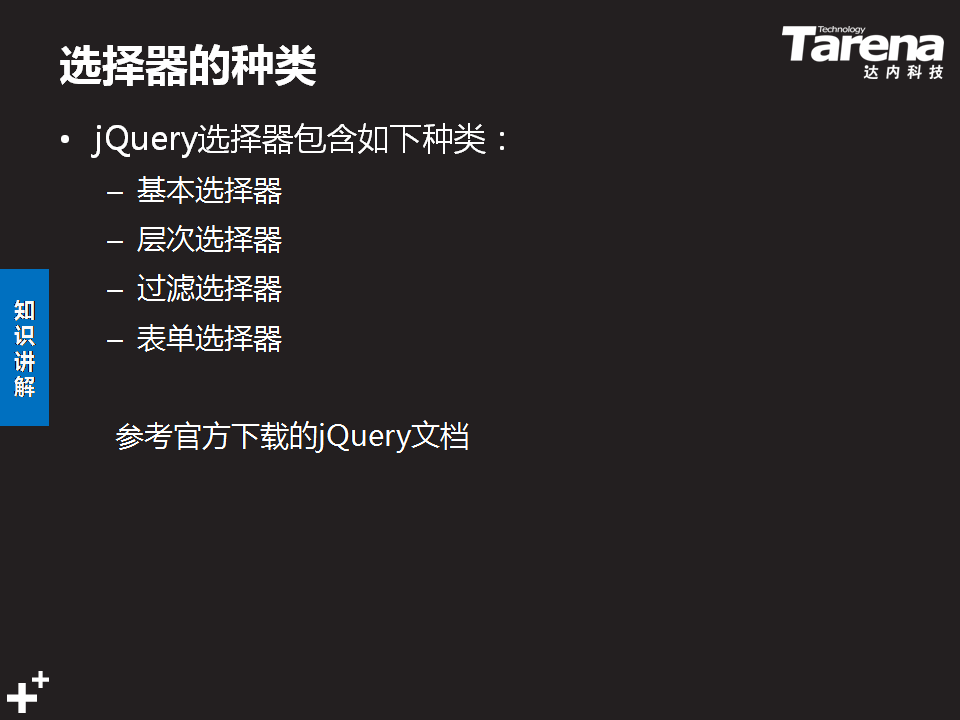 选择器的种类
Technology
Tarena
达内科技
• jQuery选择器包含如下种类：
– 基本选择器
– 层次选择器
– 过滤选择器
– 表单选择器
知识讲解
参考官方下载的jQuery文档